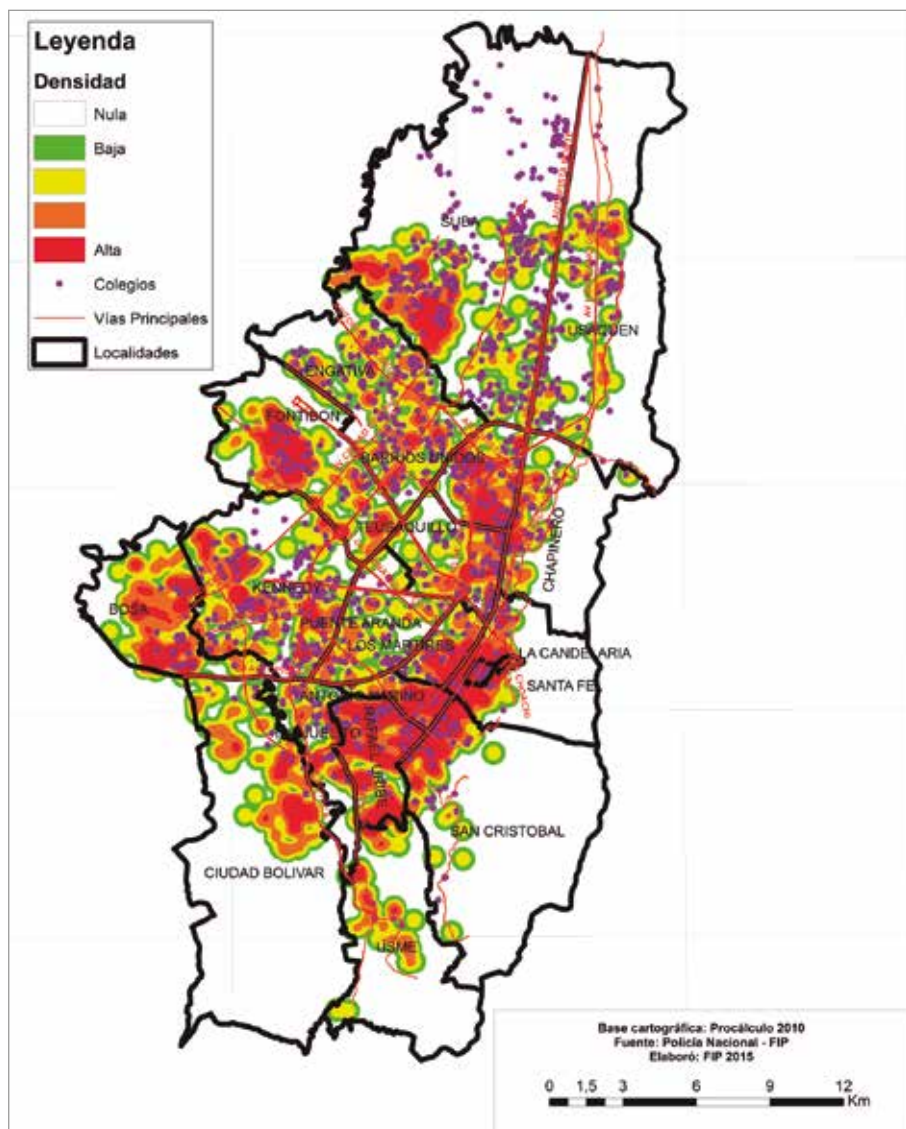 Leyenda
Densidad
Nula
Baja
Alta
Colegios
Vías Principales
Localidades
SUBA
USAQUEN
ENGATIVA
FONTIBON
BARRIOS UNIDOS
TEUSAQUILLO
CHAPINERO
KENNEDY
BOSA
PUENTE ARANDA
LOS MARTIRES
LA CANDELARIA
SANTA FE
ANTONIO NARIÑO
RAFAEL URIBE
SAN CRISTOBAL
CIUDAD BOLIVAR
USME
Base cartográfica: Procálculo 2010
Fuente: Policía Nacional - FIP
Elaboró: FIP 2015
0 1,5 3 6 9 12
Km